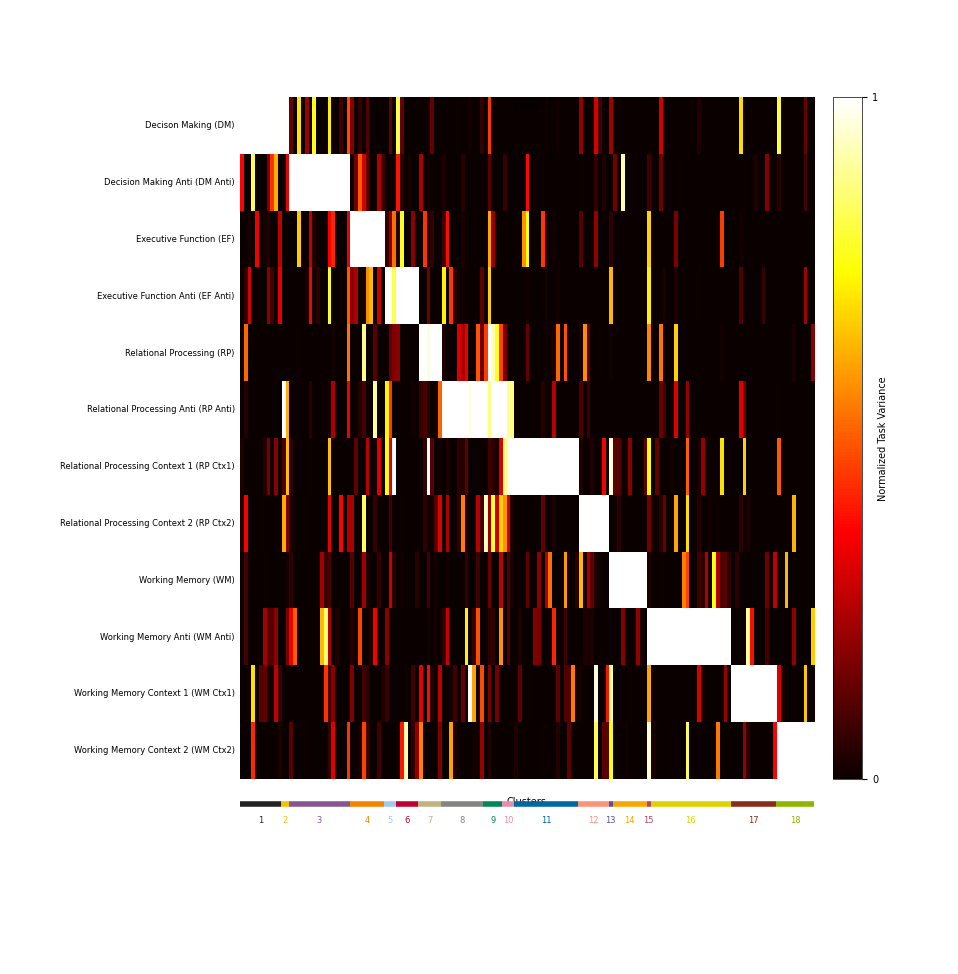 Decison Making (DM)
Decision Making Anti (DM Anti)
Executive Function (EF)
Executive Function Anti (EF Anti)
Relational Processing (RP)
Relational Processing Anti (RP Anti)
Relational Processing Context 1 (RP Ctx1)
Relational Processing Context 2 (RP Ctx2)
Working Memory (WM)
Working Memory Anti (WM Anti)
Working Memory Context 1 (WM Ctx1)
Working Memory Context 2 (WM Ctx2)
1
0
Normalized Task Variance
Clusters
1 2 3 4 5 6 7 8 9 10 11 12 13 14 15 16 17 18